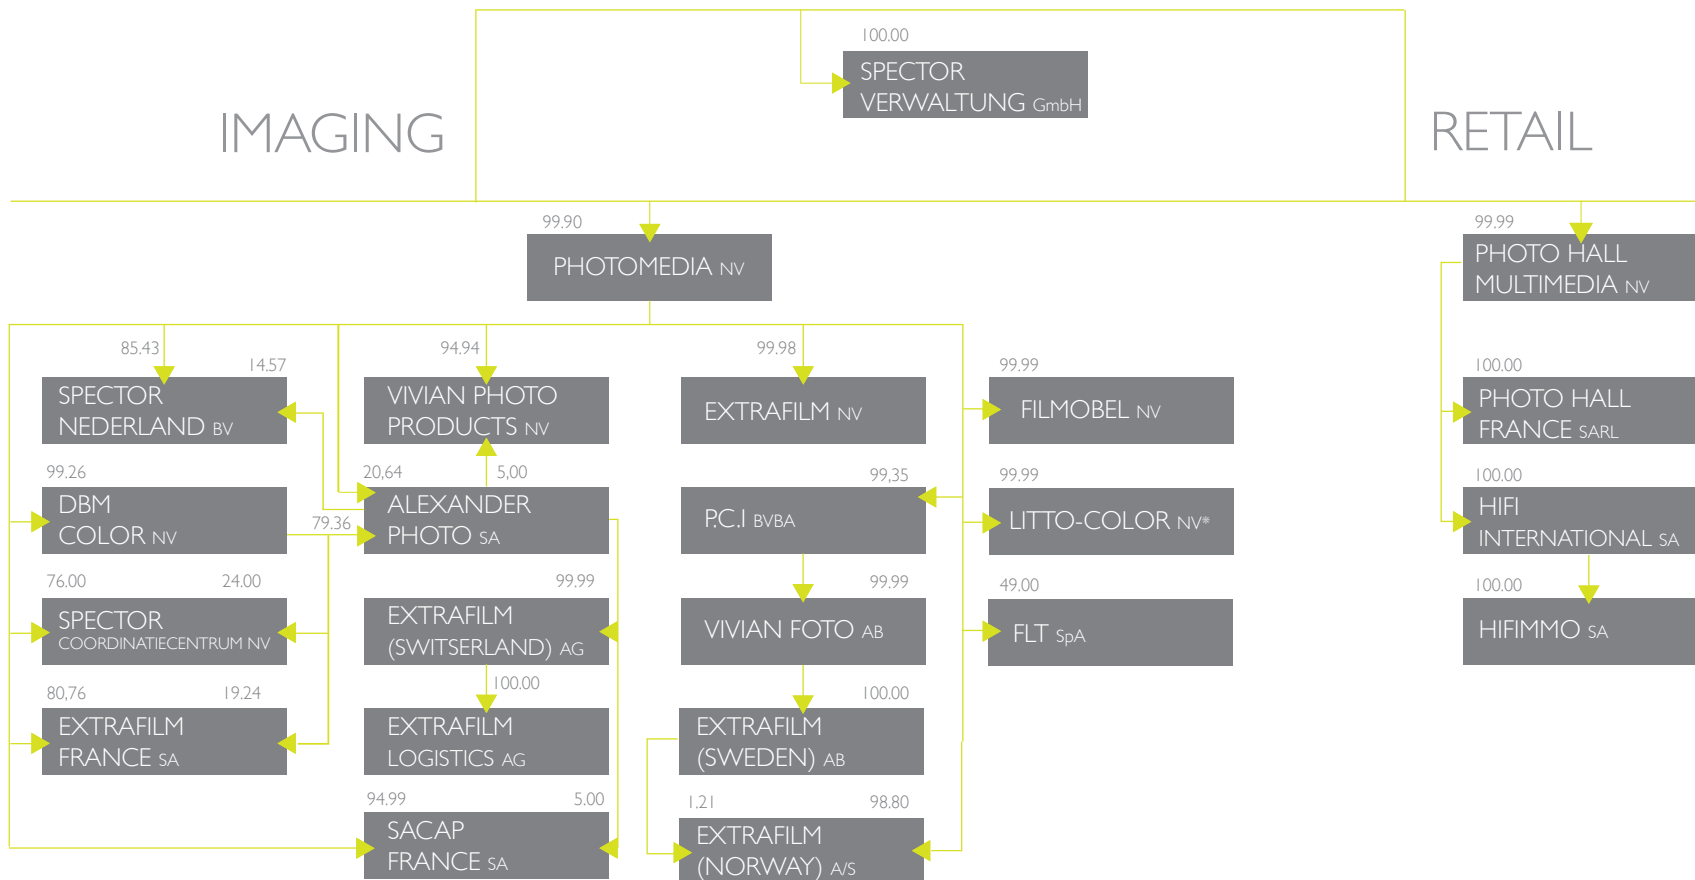 100.00
SPECTOR
VERWALTUNG GmbH
IMAGING
RETAIL
99.90
PHOTOMEDIA NV
99.99
PHOTO HALL
MULTIMEDIA NV
85.43
14.57
SPECTOR
NEDERLAND BV
94.94
VIVIAN PHOTO
PRODUCTS NV
99.98
EXTRAFILM NV
99.99
FILMOBEL NV
100.00
PHOTO HALL
FRANCE SARL
99.26
DBM
COLOR NV
79.36
20,64
5,00
ALEXANDER
PHOTO SA
99,35
P.C.I BVBA
99.99
LITTO-COLOR NV*
100.00
HIFI
INTERNATIONAL SA
76.00
24.00
SPECTOR
COORDINATIECENTRUM NV
99.99
EXTRAFILM
(SWITSERLAND) AG
99.99
VIVIAN FOTO AB
49.00
FLT SpA
100.00
HIFIMMO SA
80,76
19.24
EXTRAFILM
FRANCE SA
100.00
EXTRAFILM
LOGISTICS AG
100.00
EXTRAFILM
(SWEDEN) AB
94.99
5.00
SACAP
FRANCE SA
1.21
98.80
EXTRAFILM
(NORWAY) A/S